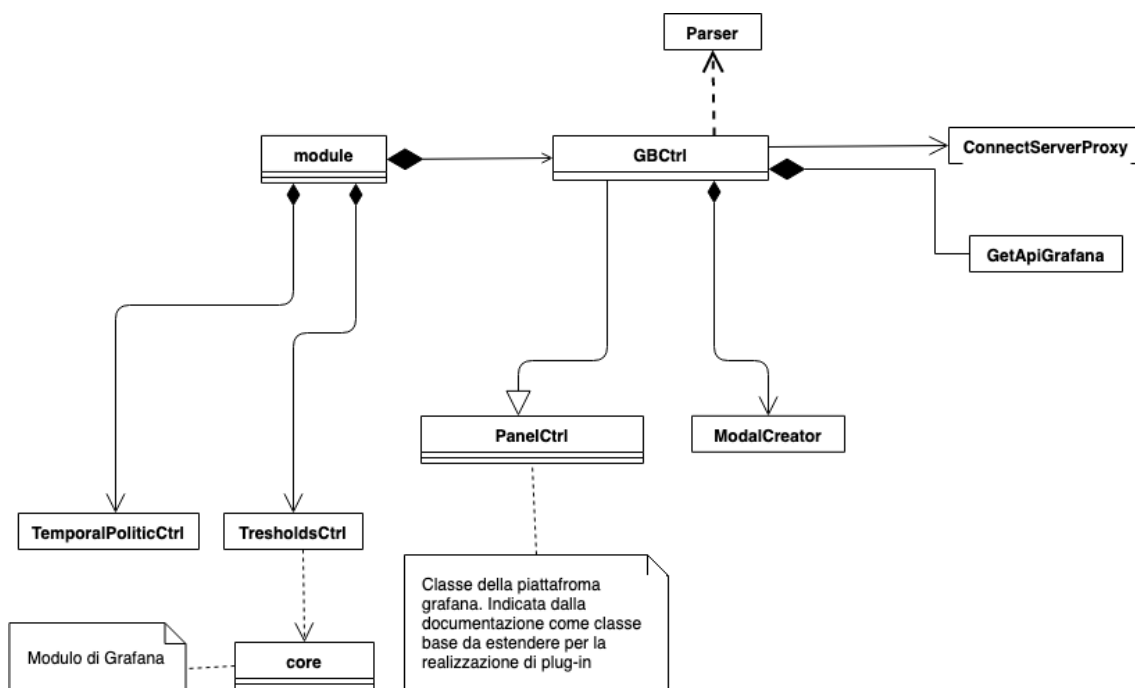 Parser
module
GBCtrl
ConnectServerProxy
GetApiGrafana
PanelCtrl
ModalCreator
TemporalPoliticCtrl
TresholdsCtrl
Classe della piattafroma
grafana. Indicata dalla
documentazione come classe
base da estendere per la
realizzazione di plug-in
Modulo di Grafana
core